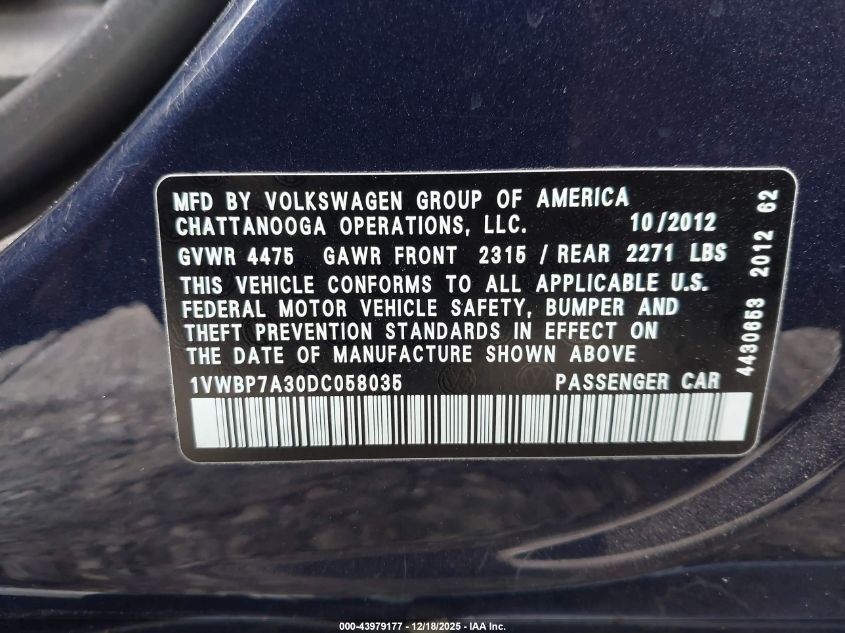 MFD BY VOLKSWAGEN GROUP OF AMERICA
CHATTANOOGA OPERATIONS, LLC. 10/2012
GVWR 4475 GAWR FRONT 2315 / REAR 2271 LBS
THIS VEHICLE CONFORMS TO ALL APPLICABLE U.S.
FEDERAL MOTOR VEHICLE SAFETY, BUMPER AND
THEFT PREVENTION STANDARDS IN EFFECT ON
THE DATE OF MANUFACTURE SHOWN ABOVE
1VWBP7A30DC058035 PASSENGER CAR
4430653 2012 62
000-43979177 - 12/18/2025 - IAA Inc.